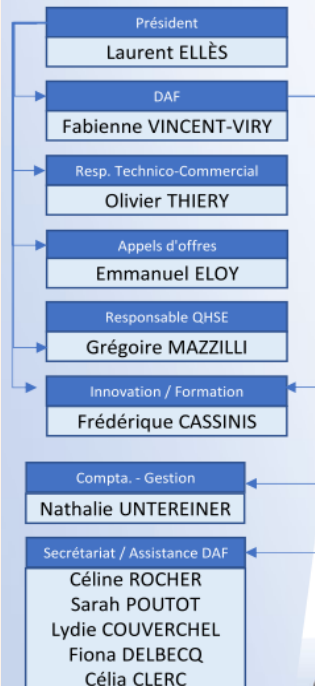 Président
Laurent ELLÈS
DAF
Fabienne VINCENT-VIRY
Resp. Technico-Commercial
Olivier THIERY
Appels d'offres
Emmanuel ELOY
Responsable QHSE
Grégoire MAZZILLI
Innovation / Formation
Frédérique CASSINIS
Compta. - Gestion
Nathalie UNTEREINER
Secrétariat / Assistance DAF
Céline ROCHER
Sarah POUTOT
Lydie COUVERCHEL
Fiona DELBECQ
Célia CLERC